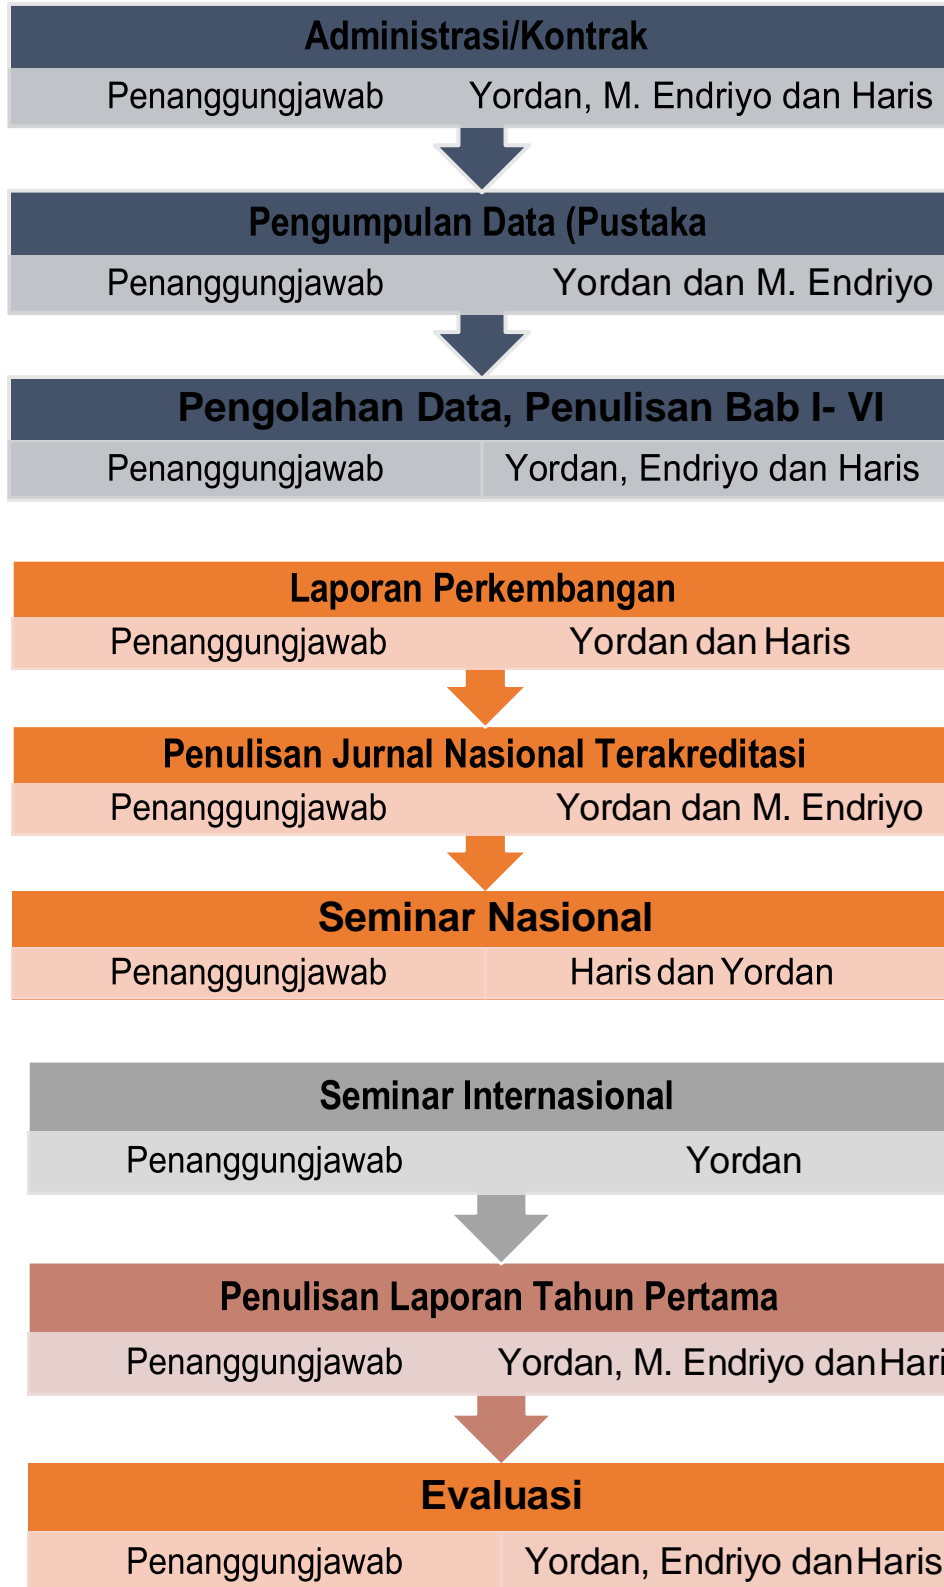 Administrasi/Kontrak
Penanggungjawab Yordan, M. Endriyo dan Haris
Pengumpulan Data (Pustaka
Penanggungjawab Yordan dan M. Endriyo
Pengolahan Data, Penulisan Bab I- VI
Penanggungjawab Yordan, Endriyo dan Haris
Laporan Perkembangan
Penanggungjawab Yordan dan Haris
Penulisan Jurnal Nasional Terakreditasi
Penanggungjawab Yordan dan M. Endriyo
Seminar Nasional
Penanggungjawab Haris dan Yordan
Seminar Internasional
Penanggungjawab Yordan
Penulisan Laporan Tahun Pertama
Penanggungjawab Yordan, M. Endriyo dan Hari
Evaluasi
Penanggungjawab Yordan, Endriyo dan Haris